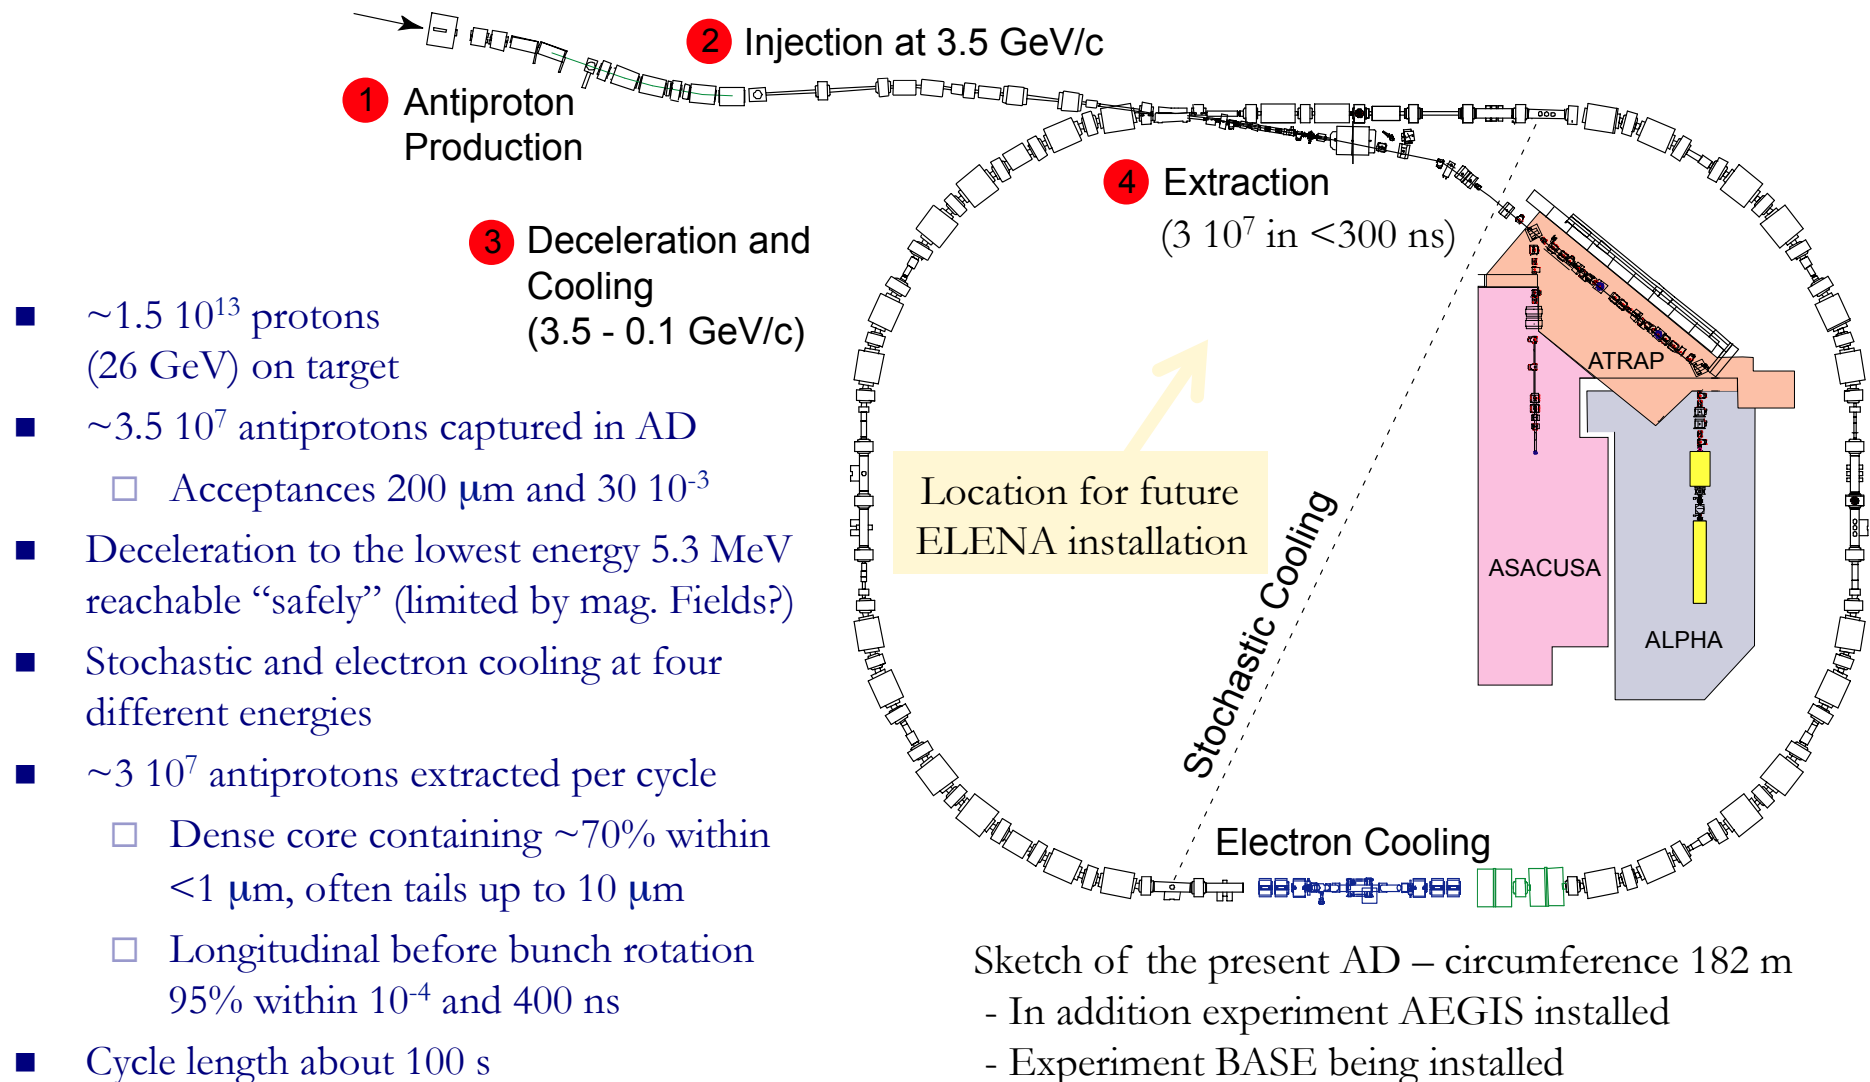 2 Injection at 3.5 GeV/c
1 Antiproton
Production
4 Extraction
(3 10⁷ in <300 ns)
3 Deceleration and
Cooling
(3.5 - 0.1 GeV/c)
■ ~1.5 10¹³ protons
(26 GeV) on target
■ ~3.5 10⁷ antiprotons captured in AD
□ Acceptances 200 μm and 30 10⁻³
■ Deceleration to the lowest energy 5.3 MeV
reachable “safely” (limited by mag. Fields?)
■ Stochastic and electron cooling at four
different energies
■ ~3 10⁷ antiprotons extracted per cycle
□ Dense core containing ~70% within
<1 μm, often tails up to 10 μm
□ Longitudinal before bunch rotation
95% within 10⁻⁴ and 400 ns
■ Cycle length about 100 s
Location for future
ELENA installation
Stochastic Cooling
ATRAP
ASACUSA
ALPHA
Electron Cooling
Sketch of the present AD – circumference 182 m
- In addition experiment AEGIS installed
- Experiment BASE being installed